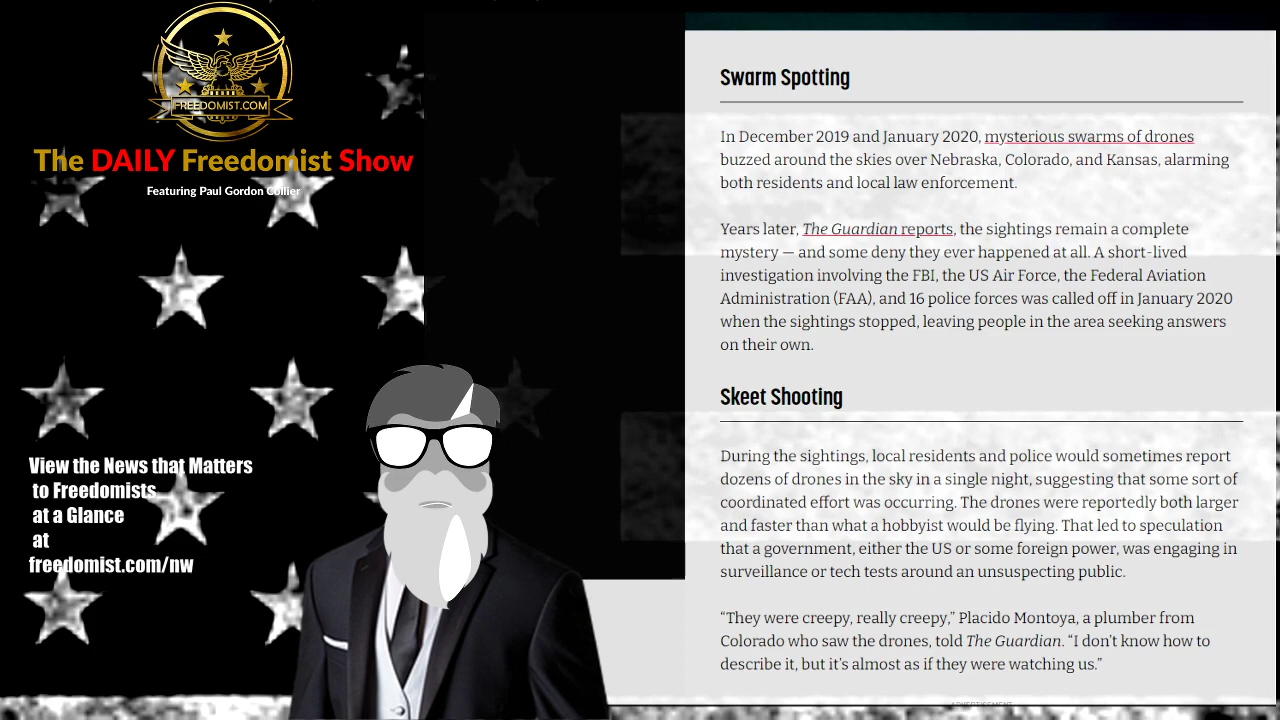 FREEDOMIST.COM
The DAILY Freedomist Show
Featuring Paul Gordon Collier
View the News that Matters
to Freedomists
at a Glance
at
freedomist.com/nw
Swarm Spotting
In December 2019 and January 2020, mysterious swarms of drones
buzzed around the skies over Nebraska, Colorado, and Kansas, alarming
both residents and local law enforcement.
Years later, The Guardian reports, the sightings remain a complete
mystery — and some deny they ever happened at all. A short-lived
investigation involving the FBI, the US Air Force, the Federal Aviation
Administration (FAA), and 16 police forces was called off in January 2020
when the sightings stopped, leaving people in the area seeking answers
on their own.
Skeet Shooting
During the sightings, local residents and police would sometimes report
dozens of drones in the sky in a single night, suggesting that some sort of
coordinated effort was occurring. The drones were reportedly both larger
and faster than what a hobbyist would be flying. That led to speculation
that a government, either the US or some foreign power, was engaging in
surveillance or tech tests around an unsuspecting public.
“They were creepy, really creepy,” Placido Montoya, a plumber from
Colorado who saw the drones, told The Guardian. “I don’t know how to
describe it, but it’s almost as if they were watching us.”
ADVERTISEMENT